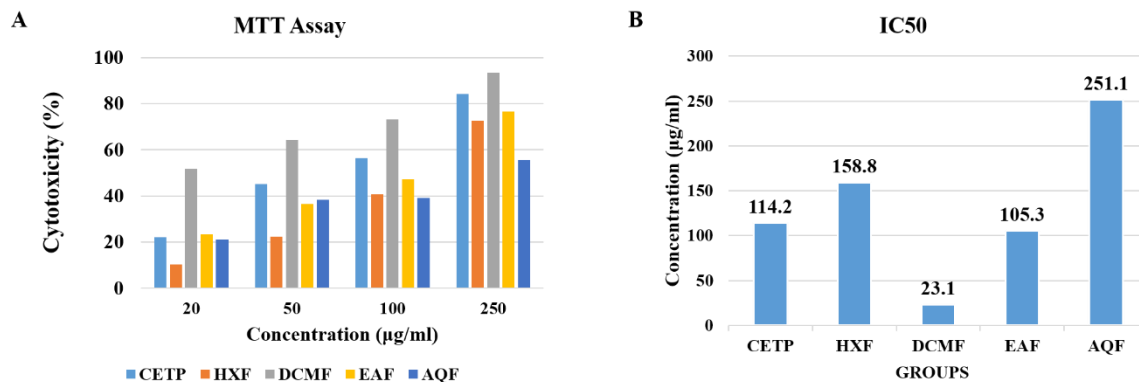 A
MTT Assay
Cytotoxicity (%)
100
80
60
40
20
0
20 50 100 250
Concentration (µg/ml)
CETP HXF DCMF EAF AQF
B
IC50
Concentration (µg/ml)
300
250
200
150
100
50
0
114.2
158.8
23.1
105.3
251.1
CETP HXF DCMF EAF AQF
GROUPS